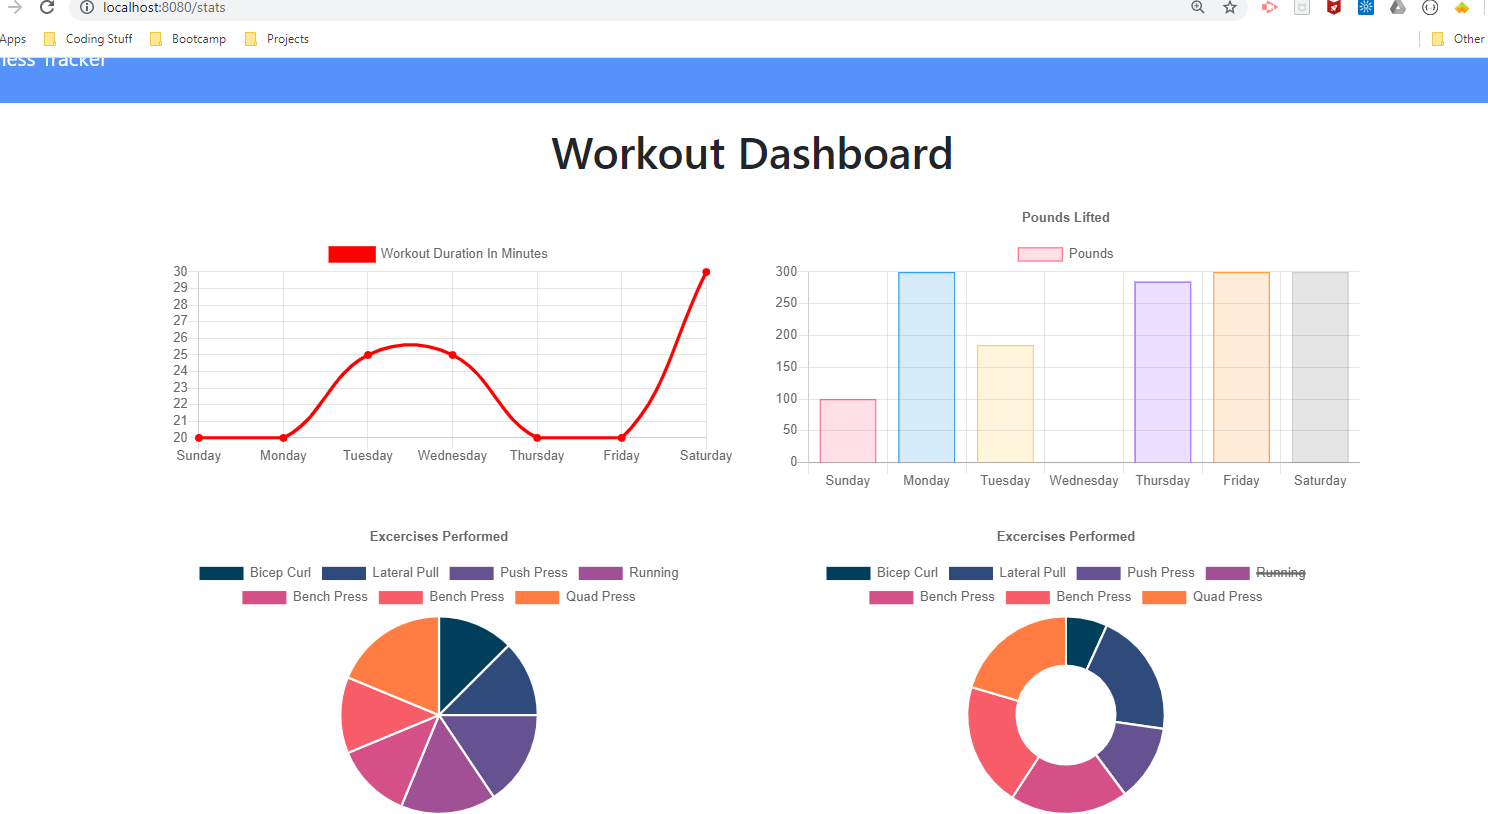 localhost:8080/stats
Apps Coding Stuff Bootcamp Projects Other
Tracker
Workout Dashboard
Workout Duration In Minutes
30
29
28
27
26
25
24
23
22
21
20
Sunday Monday Tuesday Wednesday Thursday Friday Saturday
Pounds Lifted
Pounds
300
250
200
150
100
50
0
Sunday Monday Tuesday Wednesday Thursday Friday Saturday
Excercises Performed
Bicep Curl Lateral Pull Push Press Running
Bench Press Bench Press Quad Press
Excercises Performed
Bicep Curl Lateral Pull Push Press Running
Bench Press Bench Press Quad Press